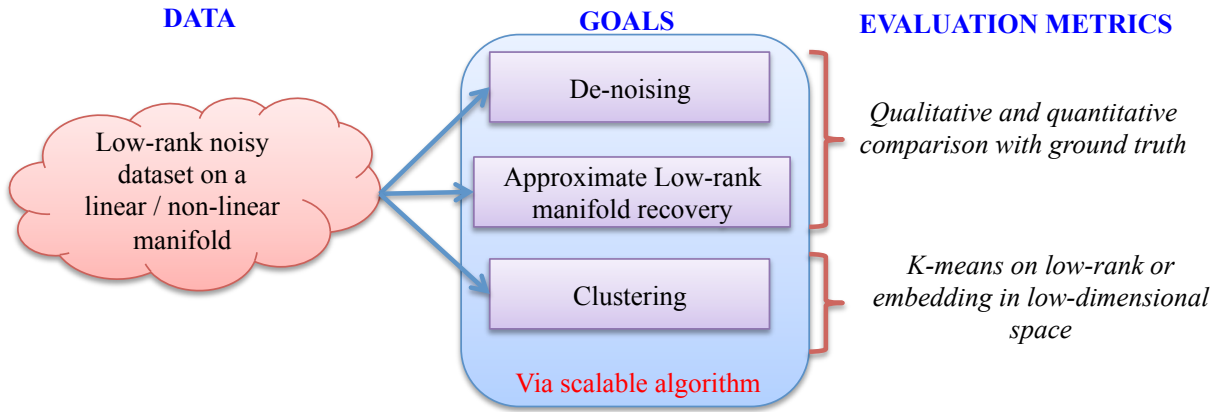 DATA
GOALS
EVALUATION METRICS
Low-rank noisy
dataset on a
linear / non-linear
manifold
De-noising
Approximate Low-rank
manifold recovery
Clustering
Via scalable algorithm
Qualitative and quantitative
comparison with ground truth
K-means on low-rank or
embedding in low-dimensional
space